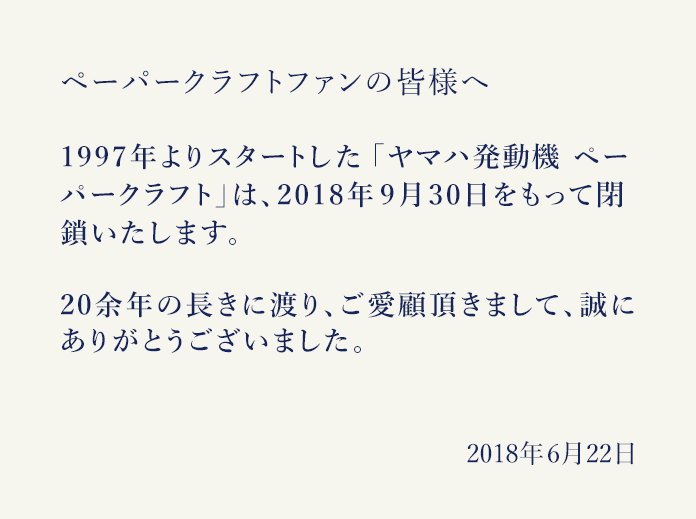 ペーパークラフトファンの皆様へ
1997年よりスタートした「ヤマハ発動機 ペー
パークラフト」は、2018年9月30日をもって閉
鎖いたします。
20余年の長きに渡り、ご愛顧頂きまして、誠に
ありがとうございました。
2018年6月22日